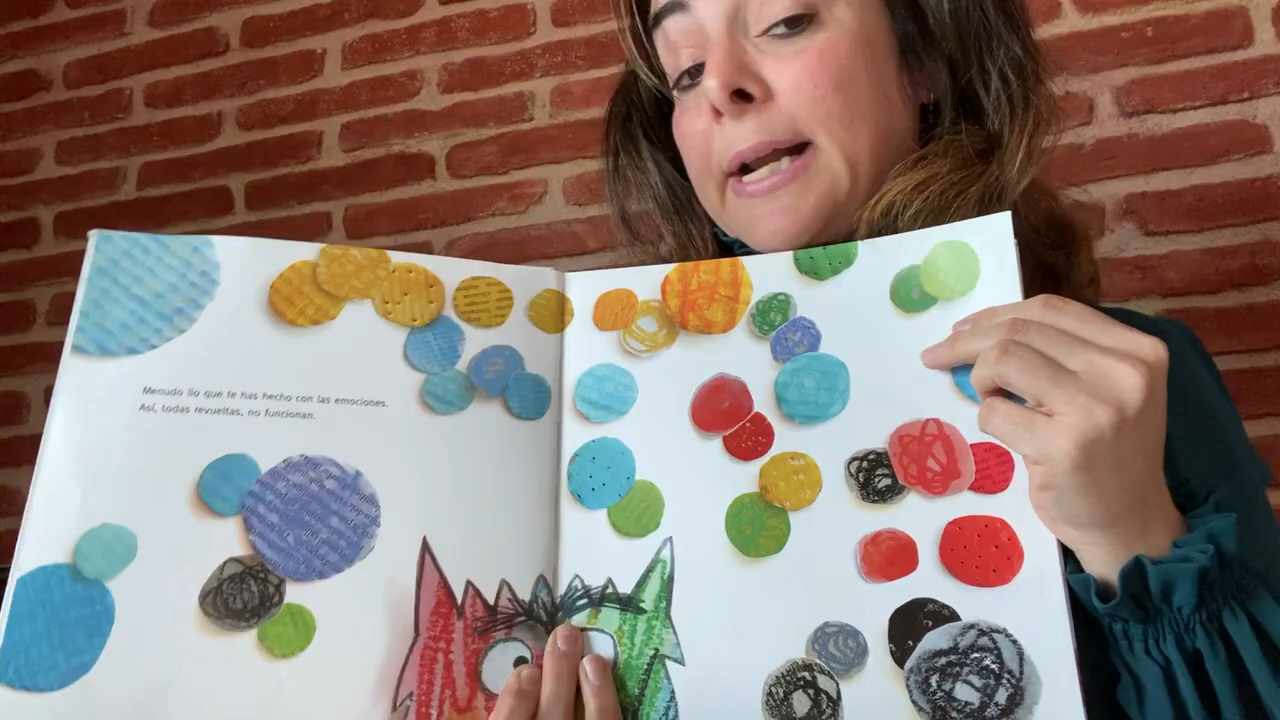 Menudo lío que te has hecho con las emociones.
Así, todas revueltas, no funcionan.